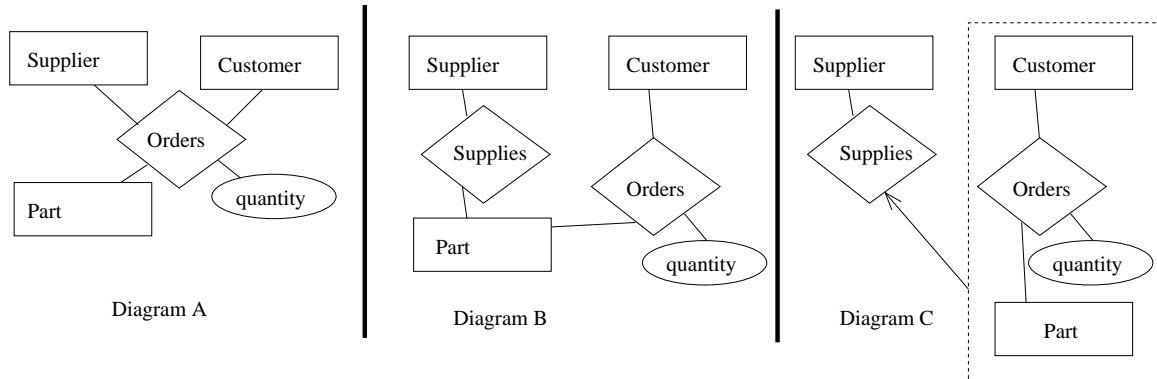 Supplier
Customer
Orders
Part
quantity
Diagram A
Supplier
Customer
Supplies
Orders
Part
quantity
Diagram B
Supplier
Customer
Supplies
Orders
quantity
Diagram C
Part